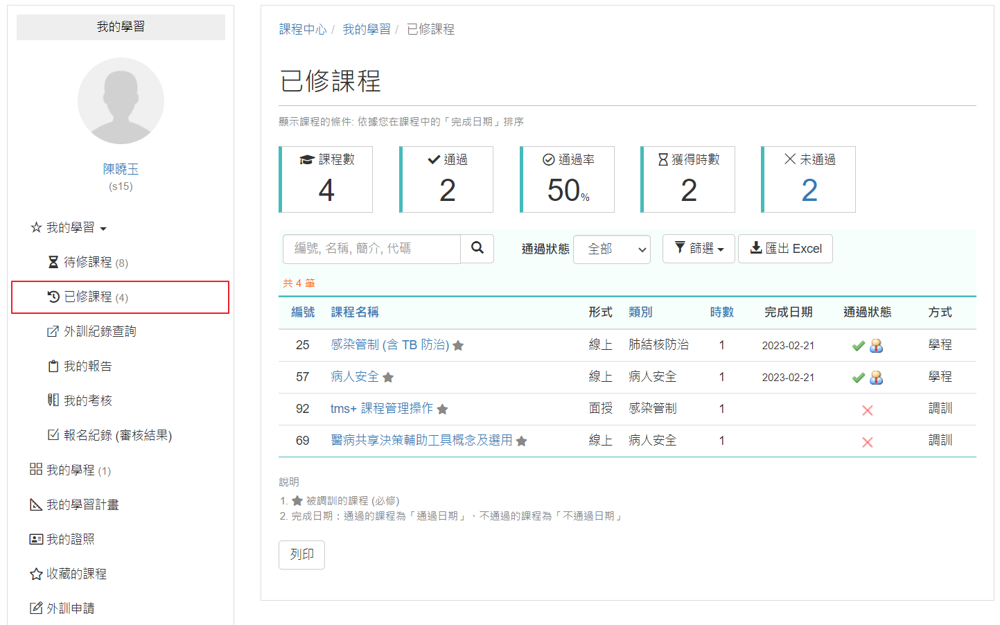 我的學習
陳曉玉
(s15)
我的學習
待修課程 (8)
已修課程 (4)
外訓紀錄查詢
我的報告
我的考核
報名紀錄 (審核結果)
我的學程 (1)
我的學習計畫
我的證照
收藏的課程
外訓申請
課程中心 / 我的學習 / 已修課程
已修課程
顯示課程的條件: 依據您在課程中的「完成日期」排序
課程數 通過 通過率 獲得時數 未通過
4 2 50% 2 2
編號, 名稱, 簡介, 代碼 通過狀態 全部 篩選 匯出 Excel
共 4 筆
編號 課程名稱 形式 類別 時數 完成日期 通過狀態 方式
25 感染管制 (含 TB 防治) 線上 肺結核防治 1 2023-02-21 學程
57 病人安全 線上 病人安全 1 2023-02-21 學程
92 tms+ 課程管理操作 面授 感染管制 1 調訓
69 醫病共享決策輔助工具概念及選用 線上 病人安全 1 調訓
說明
1. ★ 被調訓的課程 (必修)
2. 完成日期：通過的課程為「通過日期」、不通過的課程為「不通過日期」
列印